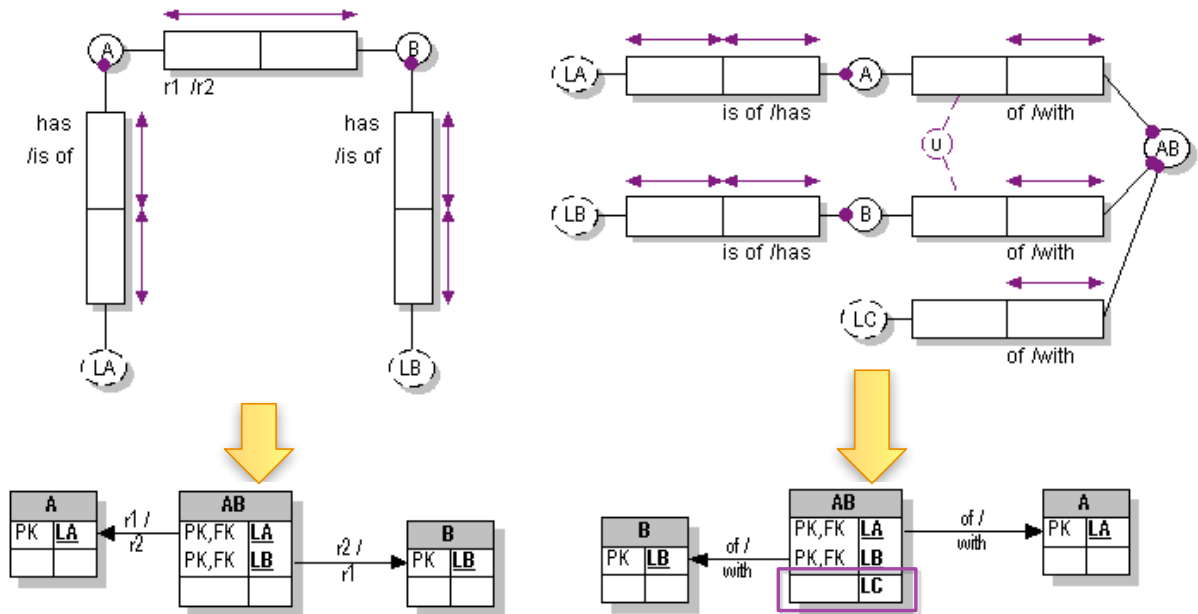 A
B
r1 /r2
has
/is of
has
/is of
LA
LB
LA
is of /has
A
of /with
U
AB
LB
is of /has
B
of /with
LC
of /with
A
PK LA
r1 /
r2
AB
PK,FK LA
PK,FK LB
r2 /
r1
B
PK LB
B
PK LB
of /
with
AB
PK,FK LA
PK,FK LB
LC
of /
with
A
PK LA